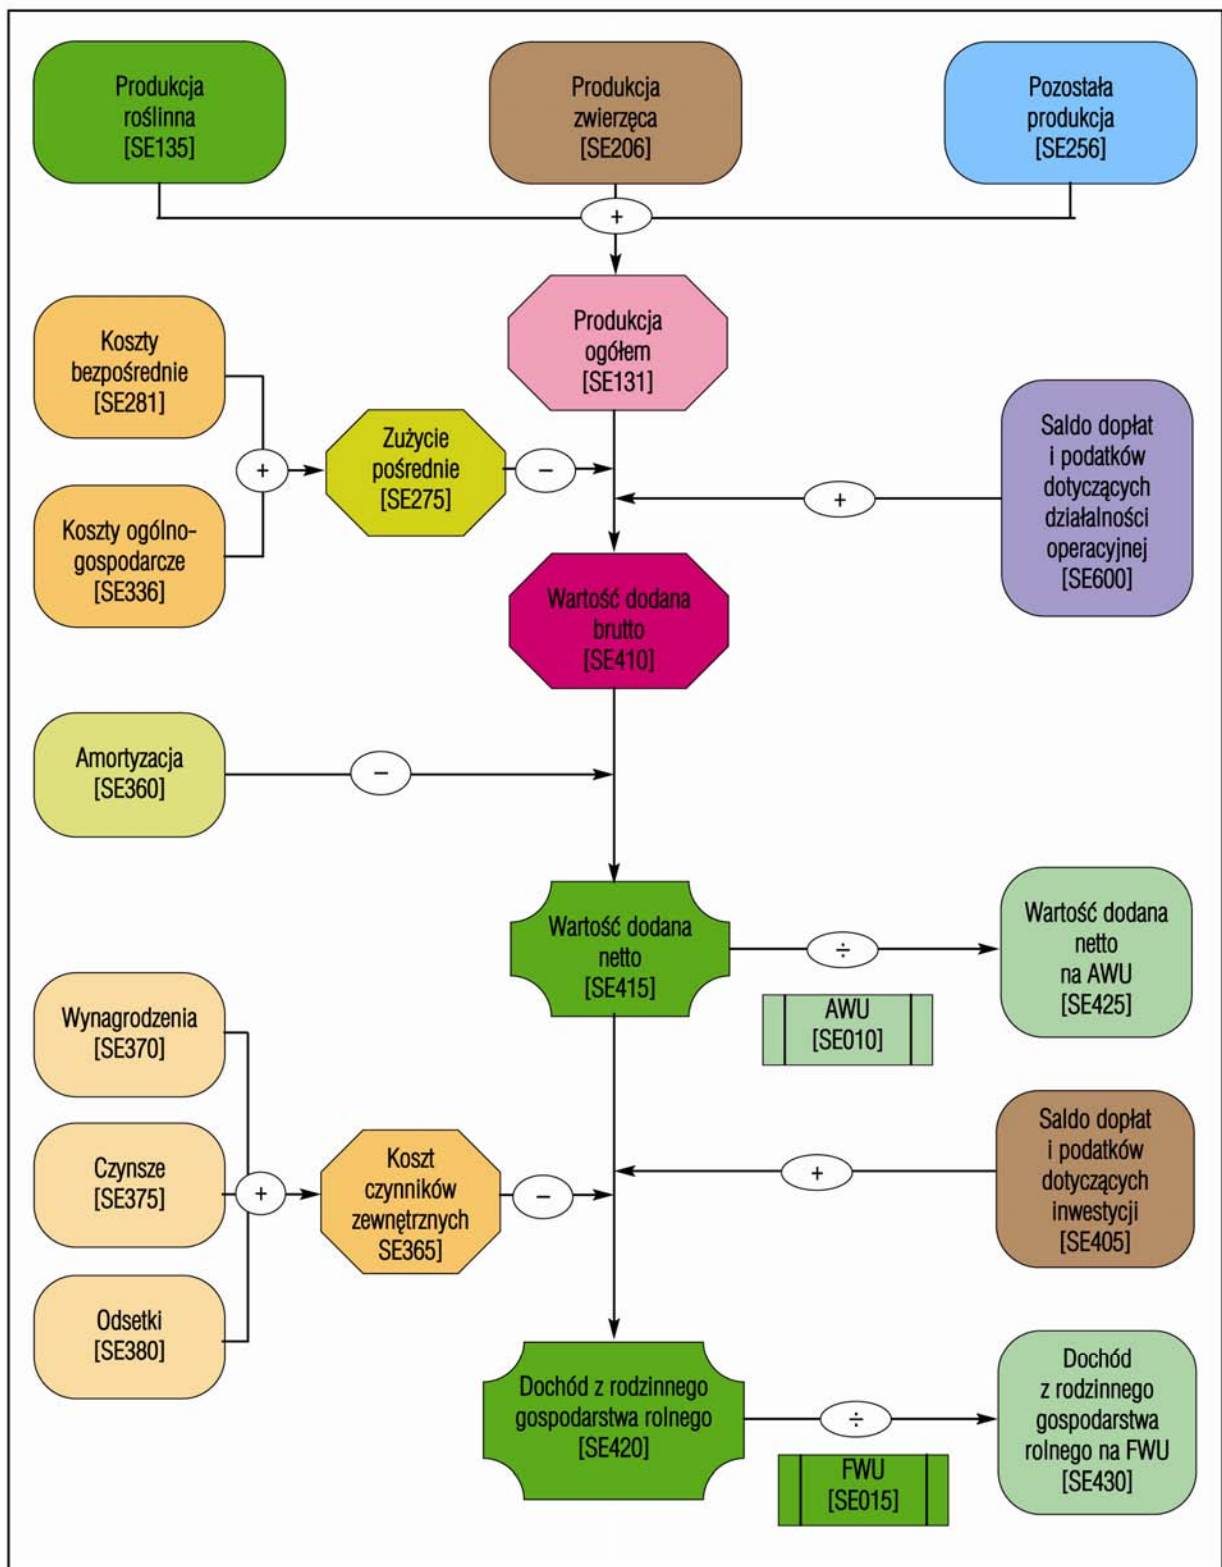 Produkcja
roślinna
[SE135]
Produkcja
zwierzęca
[SE206]
Pozostała
produkcja
[SE256]
+
Produkcja
ogółem
[SE131]
Koszty
bezpośrednie
[SE281]
+
Koszty ogólno-
gospodarcze
[SE336]
Zużycie
pośrednie
[SE275]
−
+
Saldo dopłat
i podatków
dotyczących
działalności
operacyjnej
[SE600]
Wartość dodana
brutto
[SE410]
Amortyzacja
[SE360]
−
Wartość dodana
netto
[SE415]
÷
AWU
[SE010]
Wartość dodana
netto
na AWU
[SE425]
Wynagrodzenia
[SE370]
Czynsze
[SE375]
Odsetki
[SE380]
+
Koszt
czynników
zewnętrznych
SE365]
−
+
Saldo dopłat
i podatków
dotyczących
inwestycji
[SE405]
Dochód z rodzinnego
gospodarstwa rolnego
[SE420]
÷
FWU
[SE015]
Dochód
z rodzinnego
gospodarstwa
rolnego na FWU
[SE430]